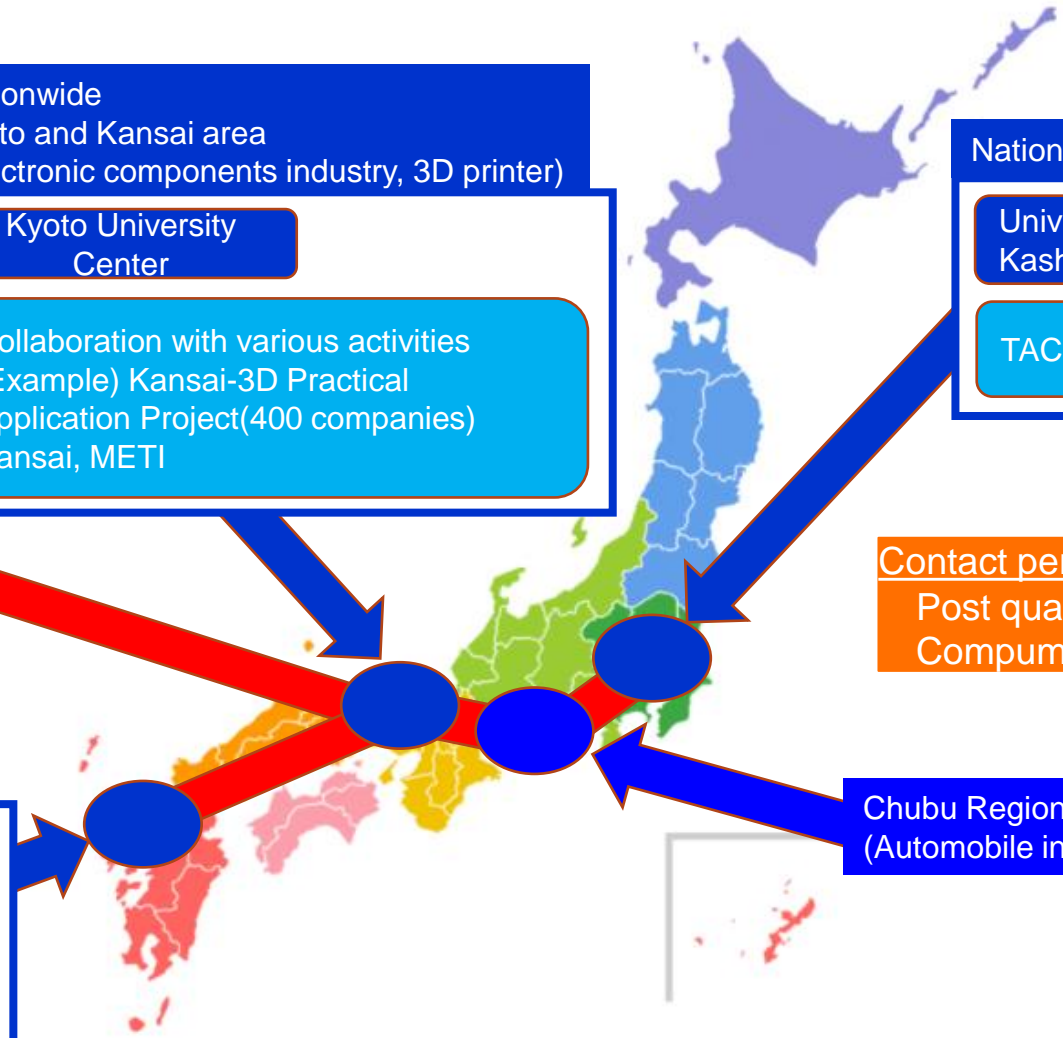 onwide
to and Kansai area
ctronic components industry, 3D printer)
Kyoto University
Center
ollaboration with various activities
Example) Kansai-3D Practical
pplication Project(400 companies)
ansai, METI
Nation
Univ
Kash
TAC
Contact per
Post qua
Compum
Chubu Region
(Automobile in